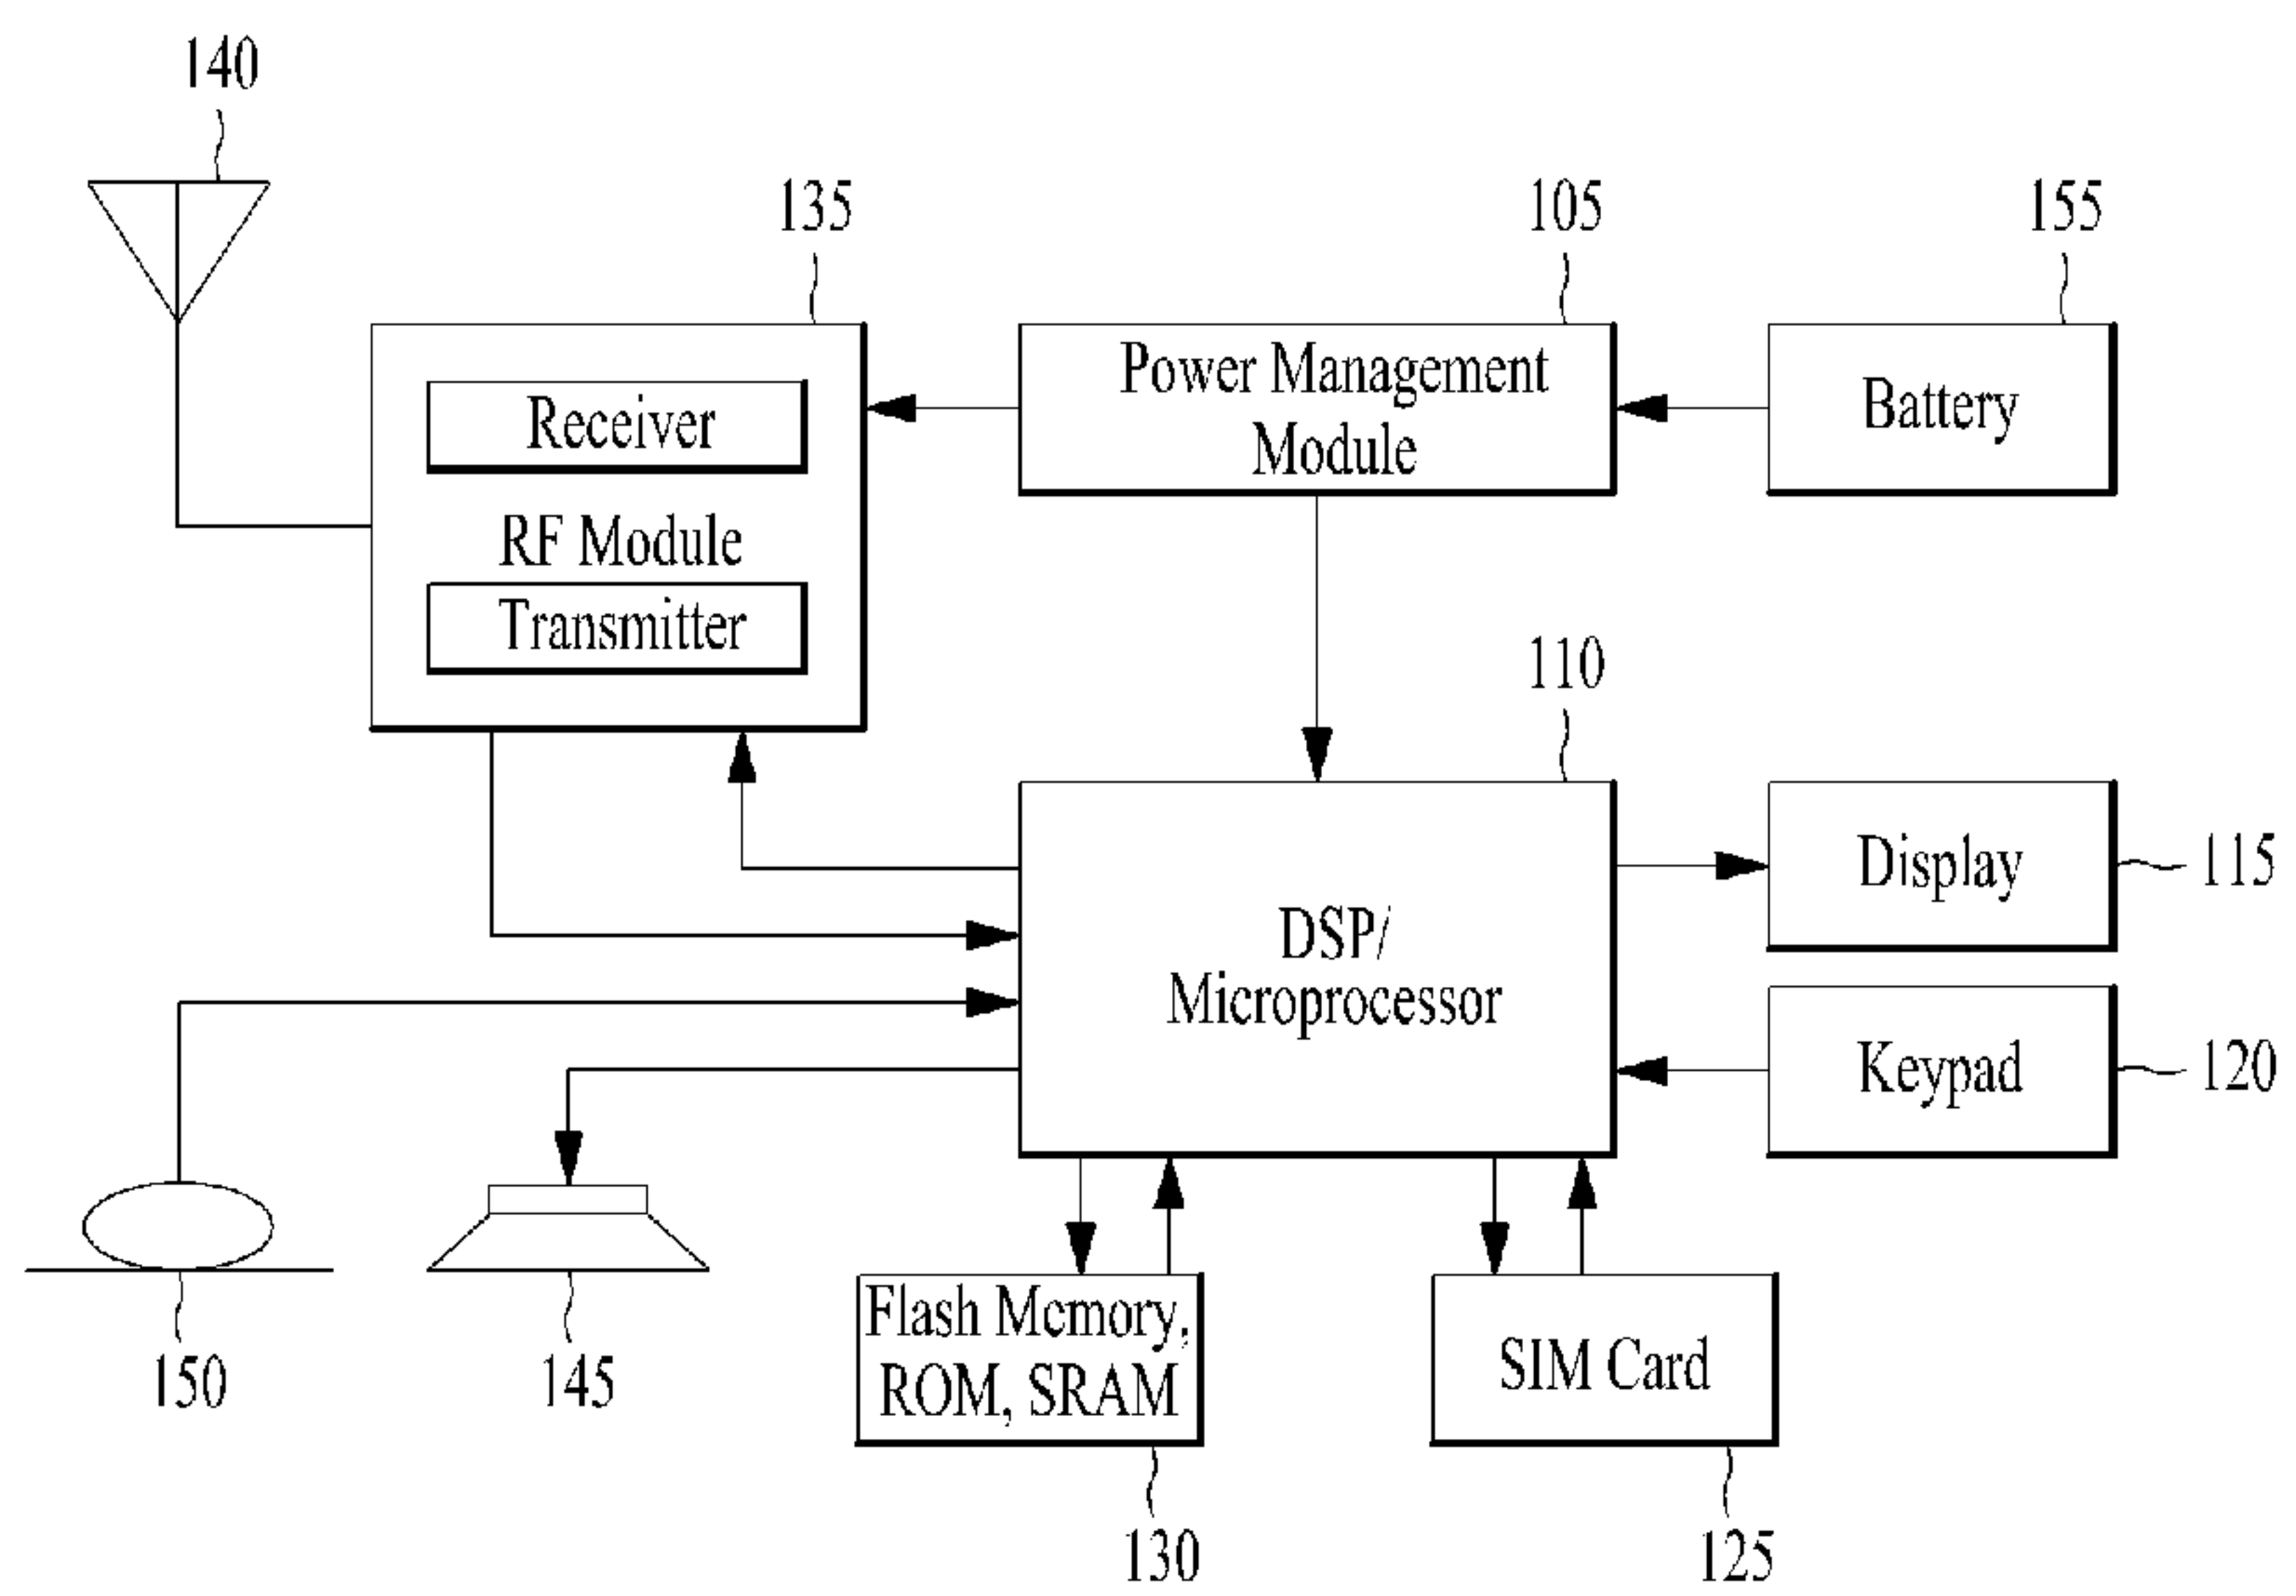 140
135
105
155
Receiver
RF Module
Transmitter
Power Management
Module
Battery
110
DSP/
Microprocessor
Display
115
Keypad
120
150
145
Flash Memory,
ROM, SRAM
SIM Card
130
125